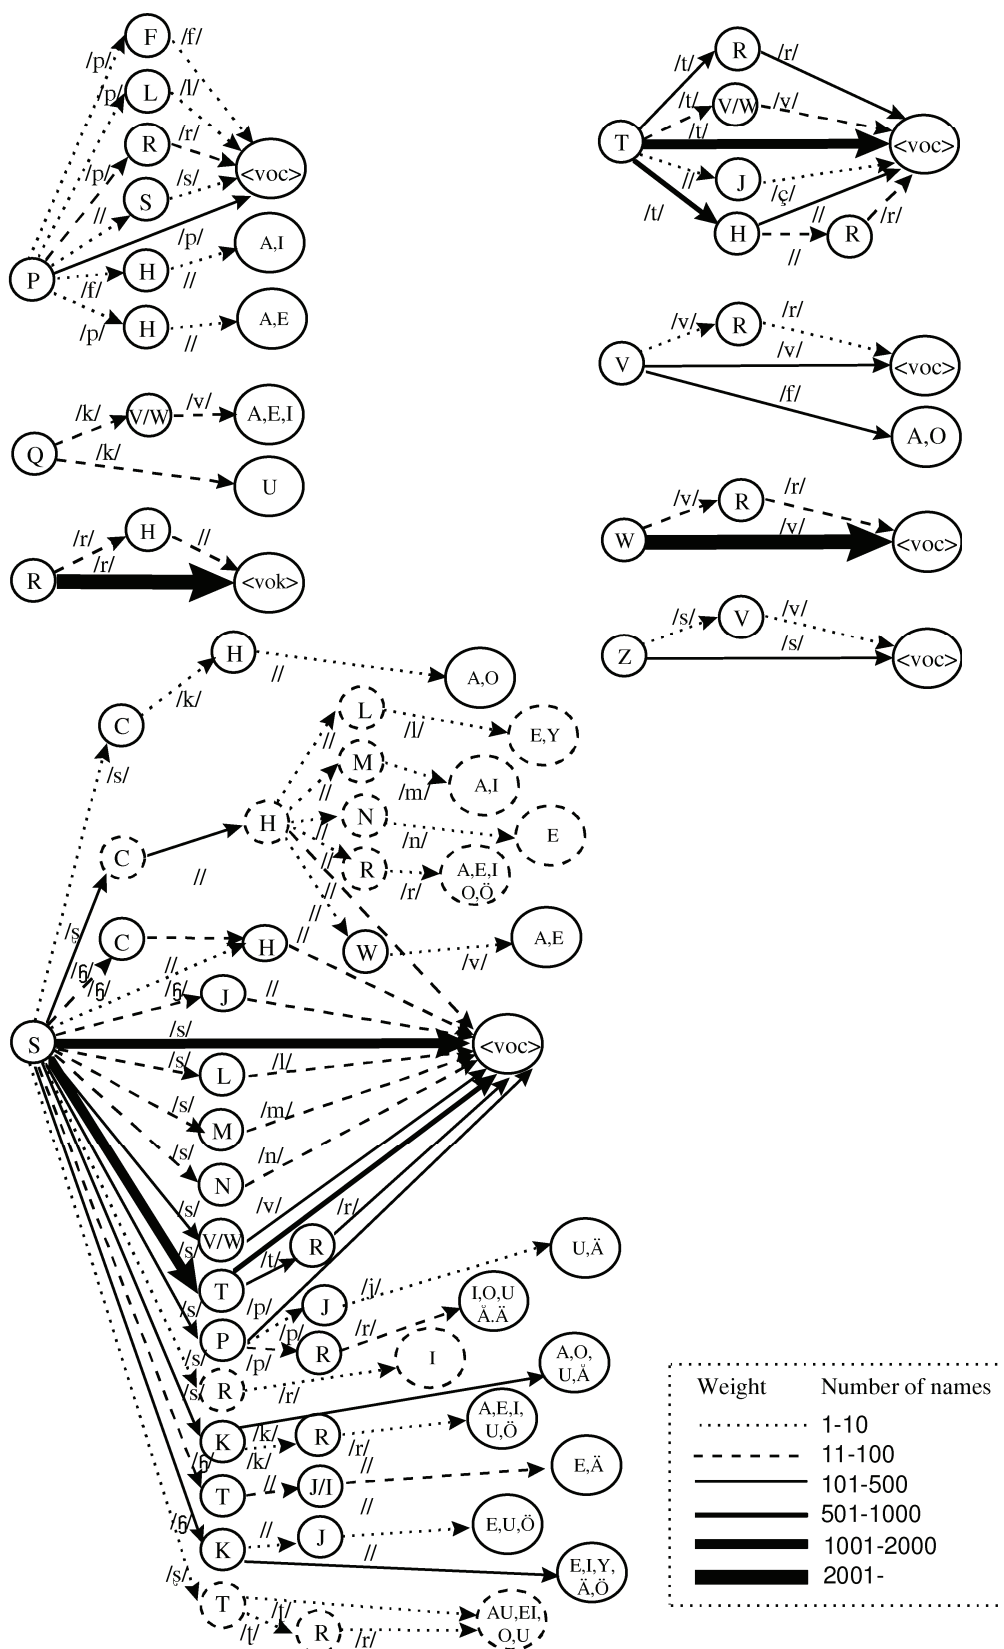 F
/f/
/p/
L
/l/
/p/
R
/r/
/p/
<voc>
S
/s/
//
/p/
P
H
A,I
/f/
//
H
A,E
/p/
//
/k/
V/W
/v/
A,E,I
Q
/k/
U
H
/r/
//
/r/
R
<vok>
R
/t/
/r/
V/W
/t/
/v/
/t/
T
<voc>
J
//
/ç/
H
/t/
//
R
/r/
//
R
/v/
/r/
/v/
V
<voc>
/f/
A,O
R
/v/
/r/
/v/
W
<voc>
V
/s/
/v/
/s/
Z
<voc>
H
//
A,O
/k/
C
/s/
L
/l/
E,Y
//
M
/m/
A,I
//
H
N
/n/
E
//
C
//
R
/r/
A,E,I
O,Ö
//
//
/ş/
C
H
//
W
/v/
A,E
//
J
//
/s/
S
<voc>
/s/
L
/l/
/s/
M
/m/
/s/
N
/n/
/s/
V/W
/v/
/s/
T
/t/
R
/r/
/s/
P
/p/
J
/j/
U,Ä
/p/
R
/r/
I,O,U
Å.Ä
/p/
/s/
R
/r/
I
/s/
K
/k/
A,O,
U,Å
/k/
R
/r/
A,E,I,
U,Ö
T
//
J/I
//
E,Ä
K
//
J
//
E,U,Ö
//
E,I,Y,
Ä,Ö
/ş/
T
/ʈ/
AU,EI,
O,U
/ʈ/
R
/r/
Weight
Number of names
1-10
11-100
101-500
501-1000
1001-2000
2001-